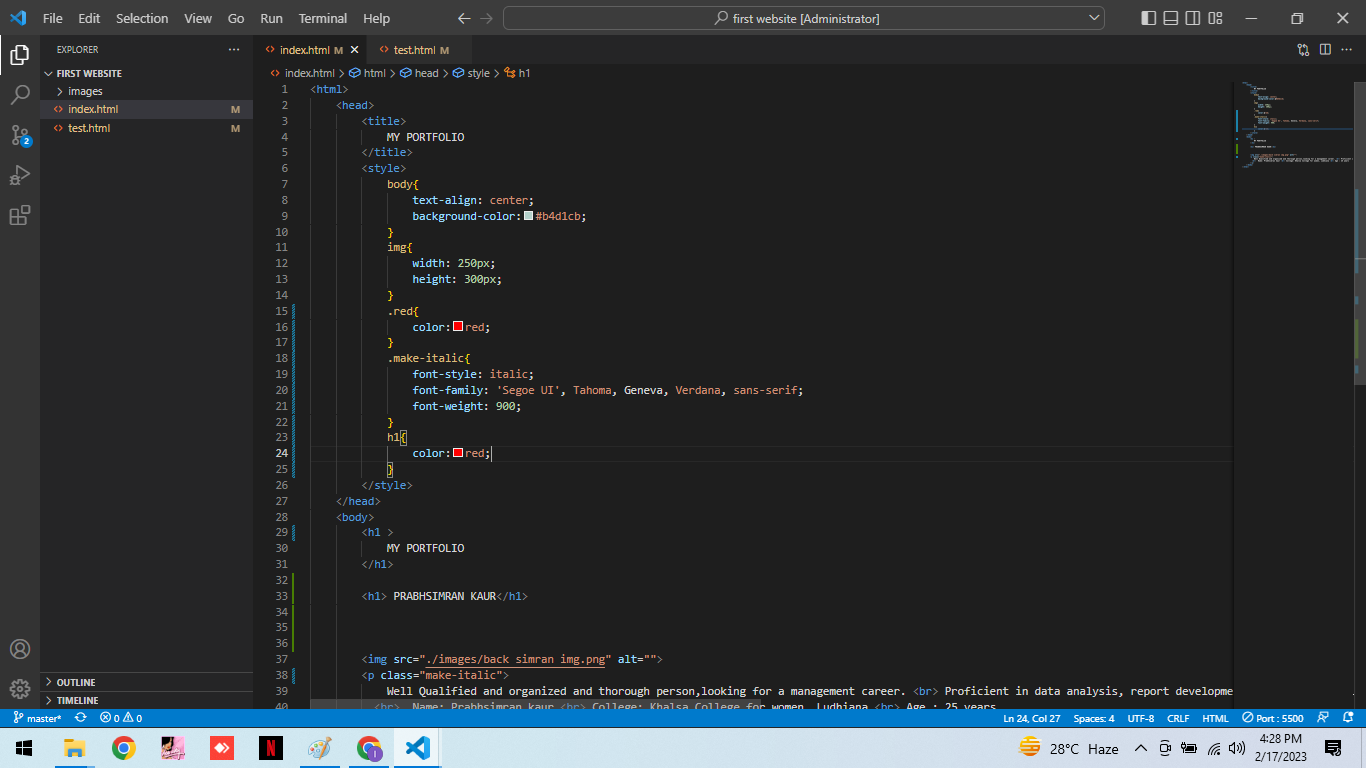 File Edit Selection View Go Run Terminal Help
first website [Administrator]
EXPLORER
FIRST WEBSITE
images
index.html M
test.html M
OUTLINE
TIMELINE
index.html M
test.html M
index.html > html > head > style > h1
1 <html>
2 <head>
3 <title>
4 MY PORTFOLIO
5 </title>
6 <style>
7 body{
8 text-align: center;
9 background-color: #b4d1cb;
10 }
11 img{
12 width: 250px;
13 height: 300px;
14 }
15 .red{
16 color: red;
17 }
18 .make-italic{
19 font-style: italic;
20 font-family: 'Segoe UI', Tahoma, Geneva, Verdana, sans-serif;
21 font-weight: 900;
22 }
23 h1{
24 color: red;
25 }
26 </style>
27 </head>
28 <body>
29 <h1 >
30 MY PORTFOLIO
31 </h1>
32
33 <h1> PRABHSIMRAN KAUR</h1>
34
35
36
37 <img src="./images/back simran img.png" alt="">
38 <p class="make-italic">
39 Well Qualified and organized and thorough person,looking for a management career. <br> Proficient in data analysis, report developme
40 <br> Name: Prabhsimran kaur <br> College: Khalsa College for women, Ludhiana <br> Age : 25 years
2
master*
0 0
Ln 24, Col 27 Spaces: 4 UTF-8 CRLF HTML Port : 5500
28°C Haze
4:28 PM
2/17/2023